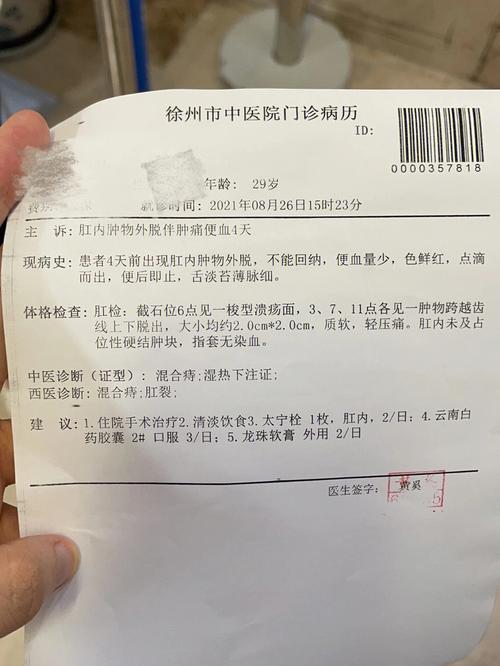 徐州市中医院门诊病历
ID:
0000357818
年龄: 29岁
就诊时间: 2021年08月26日15时23分
主 诉: 肛内肿物外脱伴肿痛便血4天
现病史: 患者4天前出现肛内肿物外脱, 不能回纳, 便血量少, 色鲜红, 点滴
而出, 便后即止, 舌淡苔薄脉细。
体格检查: 肛检: 截石位6点见一梭型溃疡面, 3、7、11点各见一肿物跨越齿
线上下脱出, 大小均约2.0cm*2.0cm, 质软, 轻压痛。肛内未及占
位性硬结肿块, 指套无染血。
中医诊断(证型): 混合痔;湿热下注证;
西医诊断: 混合痔;肛裂;
建 议: 1.住院手术治疗2.清淡饮食3.太宁栓 1枚, 肛内, 2/日; 4.云南白
药胶囊 2# 口服 3/日; 5.龙珠软膏 外用 2/日
医生签字: